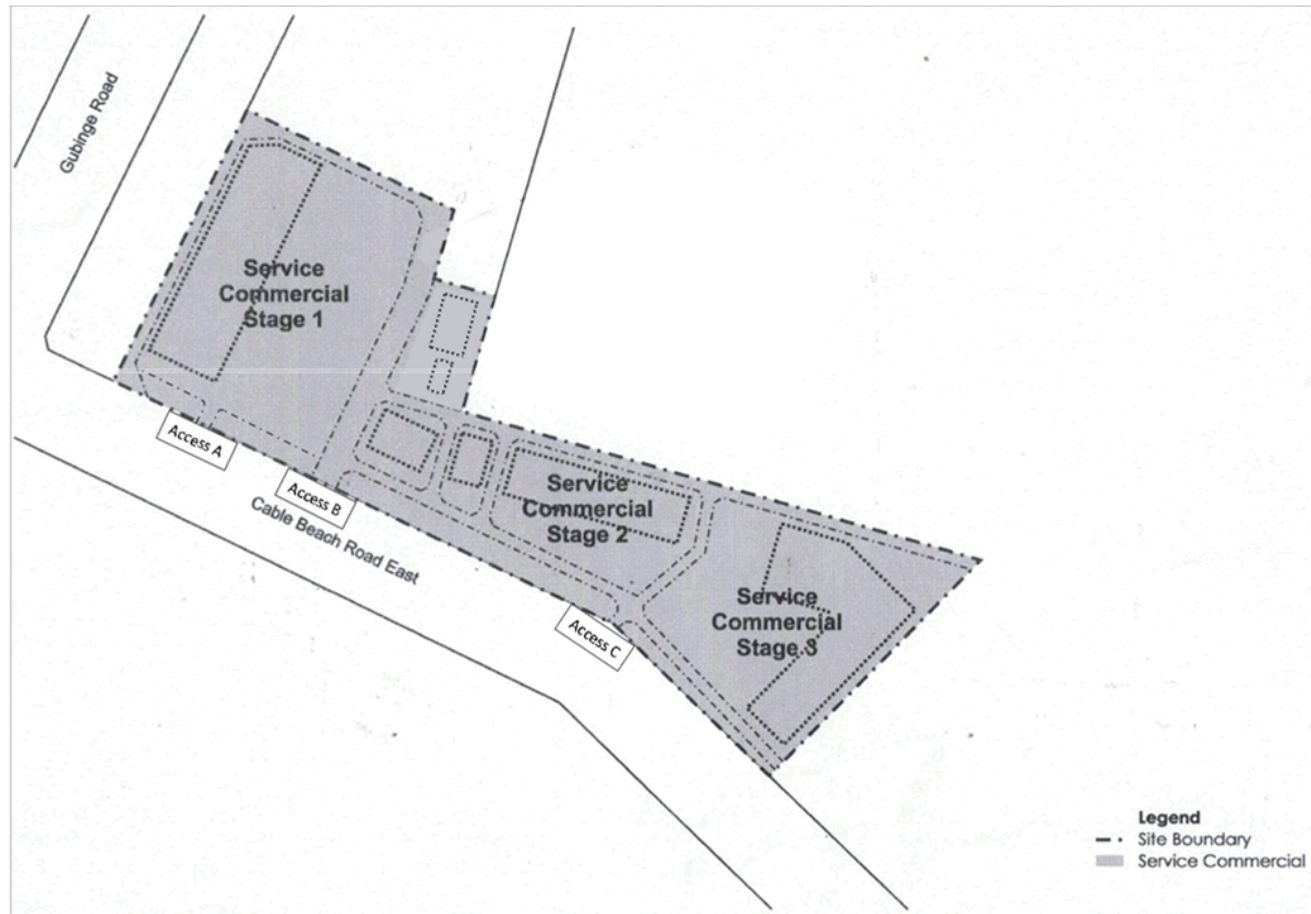 Gubinge Road
Service
Commercial
Stage 1
Access A
Access B
Cable Beach Road East
Service
Commercial
Stage 2
Access C
Service
Commercial
Stage 3
Legend
Site Boundary
Service Commercial